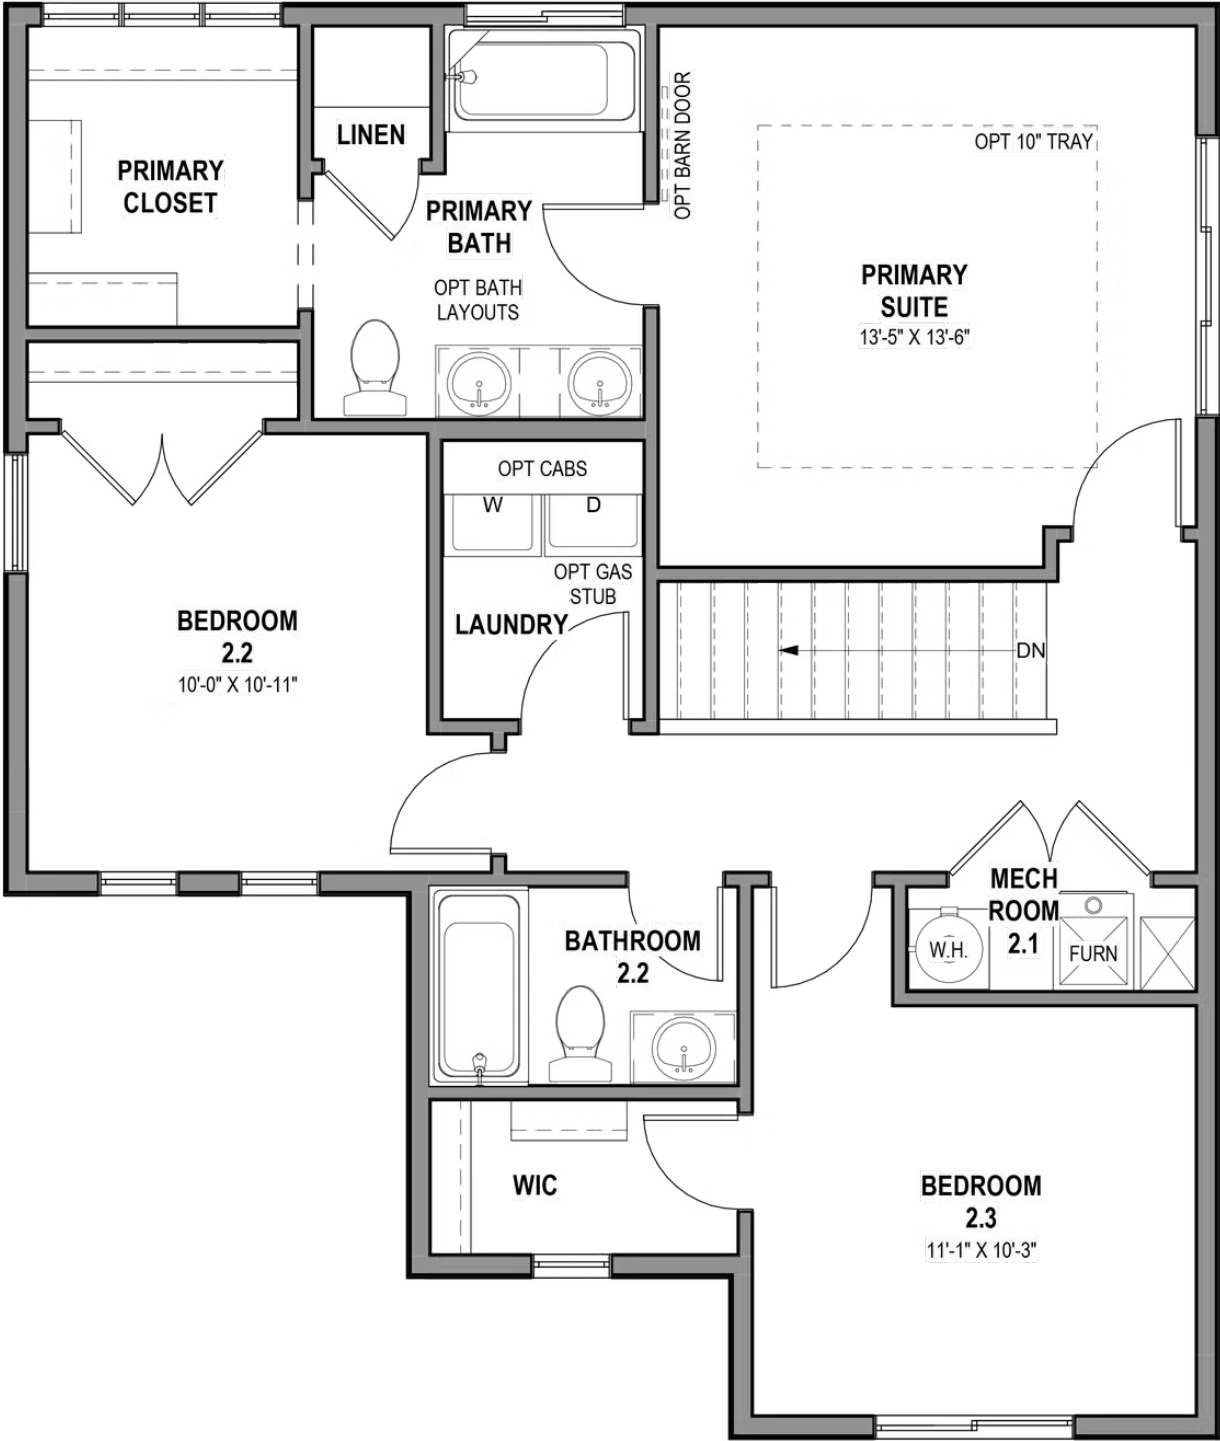 LINEN
OPT BARN DOOR
OPT 10" TRAY
PRIMARY
CLOSET
PRIMARY
BATH
OPT BATH
LAYOUTS
PRIMARY
SUITE
13'-5" X 13'-6"
OPT CABS
W
D
OPT GAS
STUB
LAUNDRY
BEDROOM
2.2
10'-0" X 10'-11"
DN
MECH
ROOM
2.1
W.H.
FURN
BATHROOM
2.2
WIC
BEDROOM
2.3
11'-1" X 10'-3"